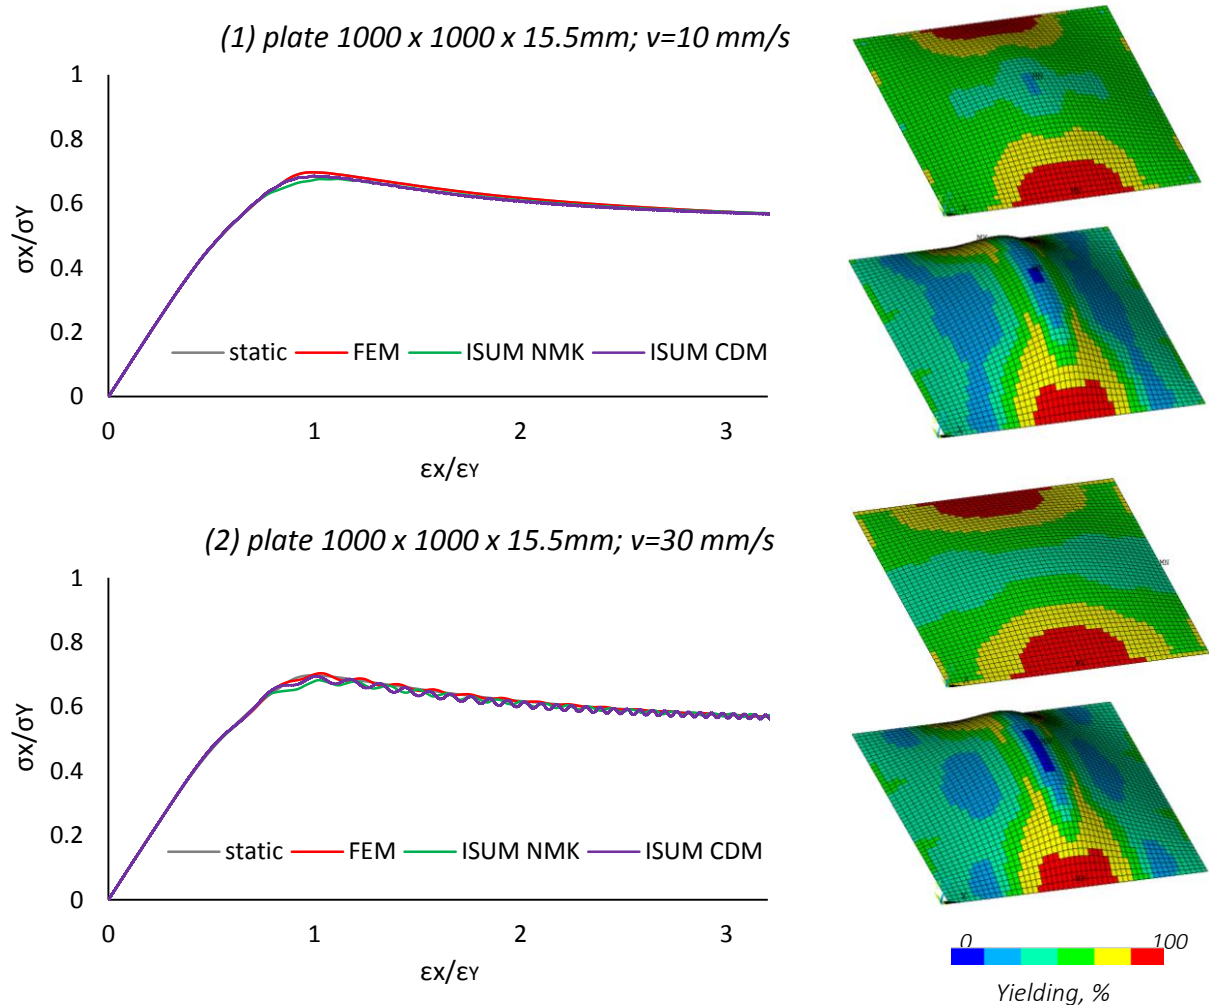 (1) plate 1000 x 1000 x 15.5mm; v=10 mm/s
1
0.8
0.6
0.4
0.2
0
σx/σY
static FEM ISUM NMK ISUM CDM
0 1 2 3
εx/εY
(2) plate 1000 x 1000 x 15.5mm; v=30 mm/s
1
0.8
0.6
0.4
0.2
0
σx/σY
static FEM ISUM NMK ISUM CDM
0 1 2 3
εx/εY
MN
0 100
Yielding, %